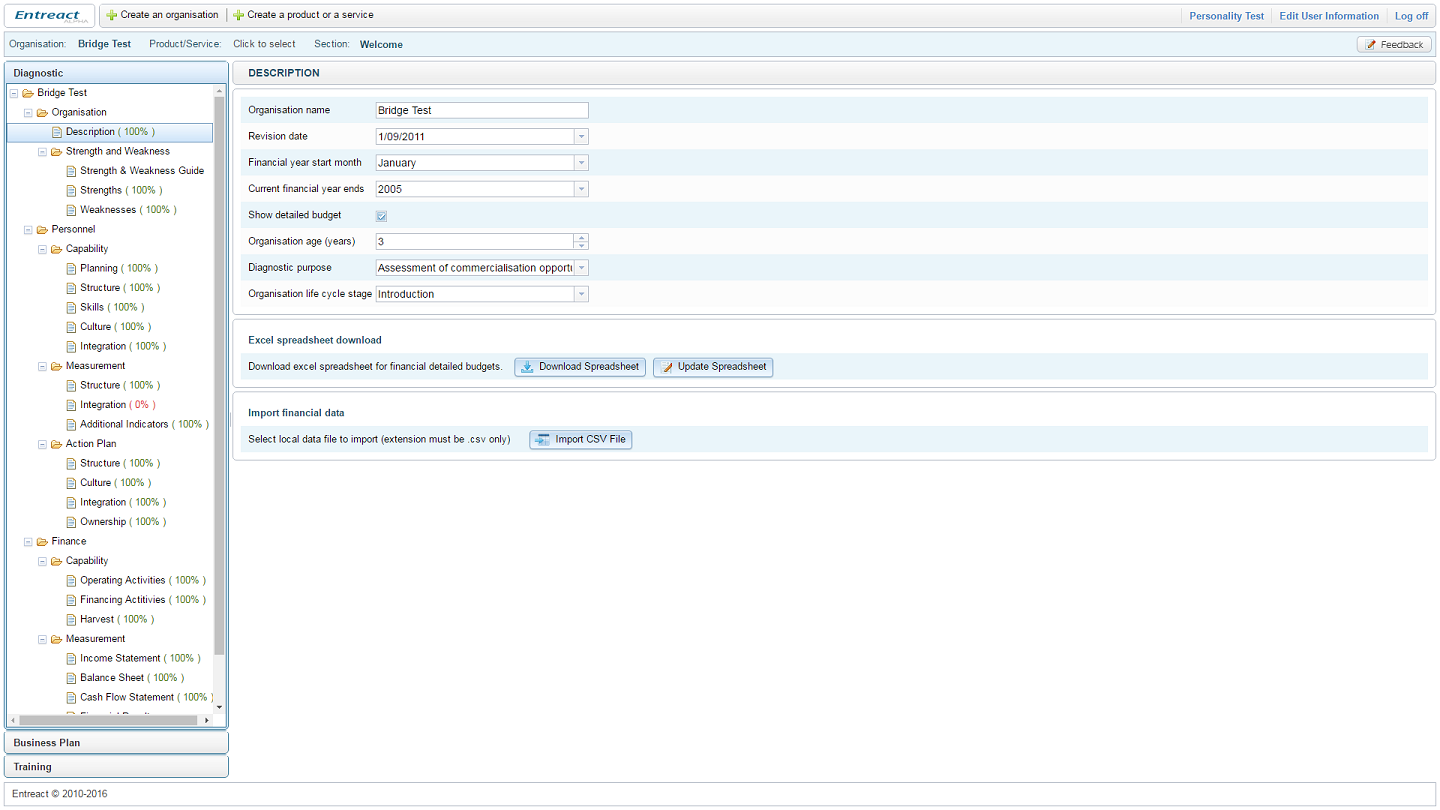 Entreact ALPHA
Create an organisation
Create a product or a service
Personality Test
Edit User Information
Log off
Organisation: Bridge Test Product/Service: Click to select Section: Welcome
Feedback
Diagnostic
Bridge Test
Organisation
Description ( 100% )
Strength and Weakness
Strength & Weakness Guide
Strengths ( 100% )
Weaknesses ( 100% )
Personnel
Capability
Planning ( 100% )
Structure ( 100% )
Skills ( 100% )
Culture ( 100% )
Integration ( 100% )
Measurement
Structure ( 100% )
Integration ( 0% )
Additional Indicators ( 100% )
Action Plan
Structure ( 100% )
Culture ( 100% )
Integration ( 100% )
Ownership ( 100% )
Finance
Capability
Operating Activities ( 100% )
Financing Actitivies ( 100% )
Harvest ( 100% )
Measurement
Income Statement ( 100% )
Balance Sheet ( 100% )
Cash Flow Statement ( 100% )
Business Plan
Training
DESCRIPTION
Organisation name Bridge Test
Revision date 1/09/2011
Financial year start month January
Current financial year ends 2005
Show detailed budget
Organisation age (years) 3
Diagnostic purpose Assessment of commercialisation opportu
Organisation life cycle stage Introduction
Excel spreadsheet download
Download excel spreadsheet for financial detailed budgets. Download Spreadsheet Update Spreadsheet
Import financial data
Select local data file to import (extension must be .csv only) Import CSV File
Entreact © 2010-2016